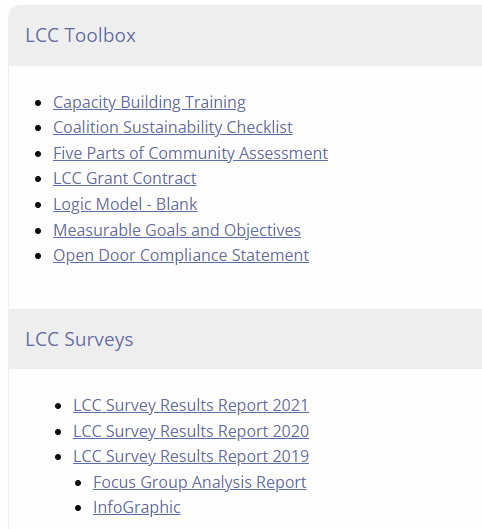 LCC Toolbox
Capacity Building Training
Coalition Sustainability Checklist
Five Parts of Community Assessment
LCC Grant Contract
Logic Model - Blank
Measurable Goals and Objectives
Open Door Compliance Statement
LCC Surveys
LCC Survey Results Report 2021
LCC Survey Results Report 2020
LCC Survey Results Report 2019
Focus Group Analysis Report
InfoGraphic